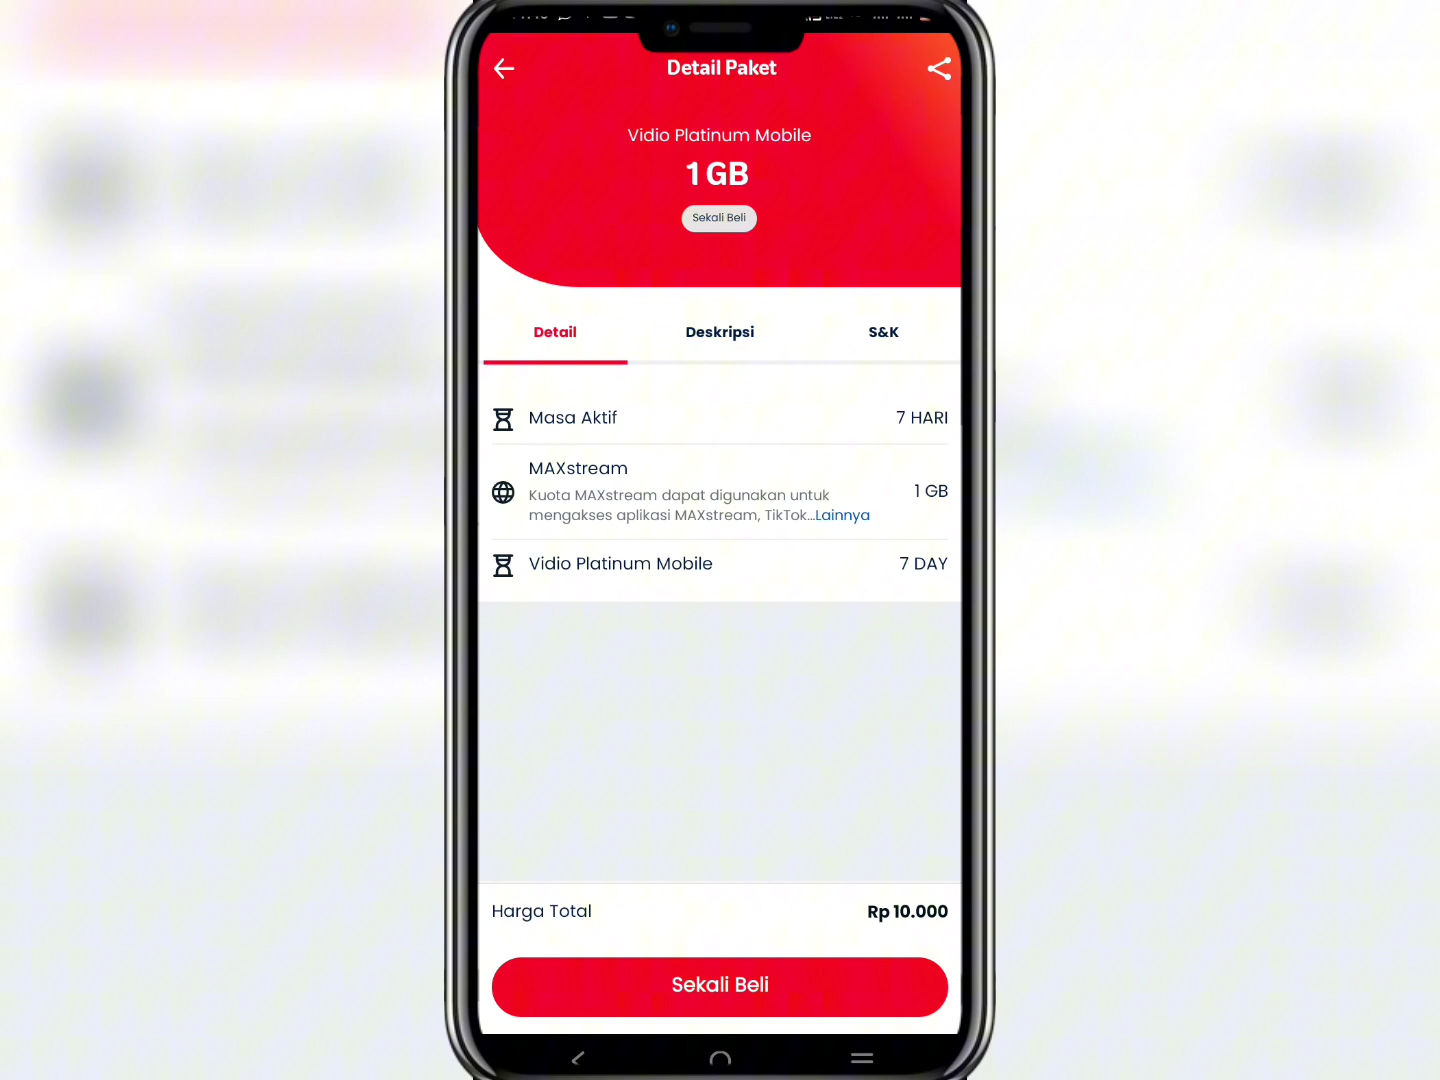 Detail Paket
Vidio Platinum Mobile
1 GB
Sekali Beli
Detail
Deskripsi
S&K
Masa Aktif
7 HARI
MAXstream
Kuota MAXstream dapat digunakan untuk
mengakses aplikasi MAXstream, TikTok...Lainnya
1 GB
Vidio Platinum Mobile
7 DAY
Harga Total
Rp 10.000
Sekali Beli